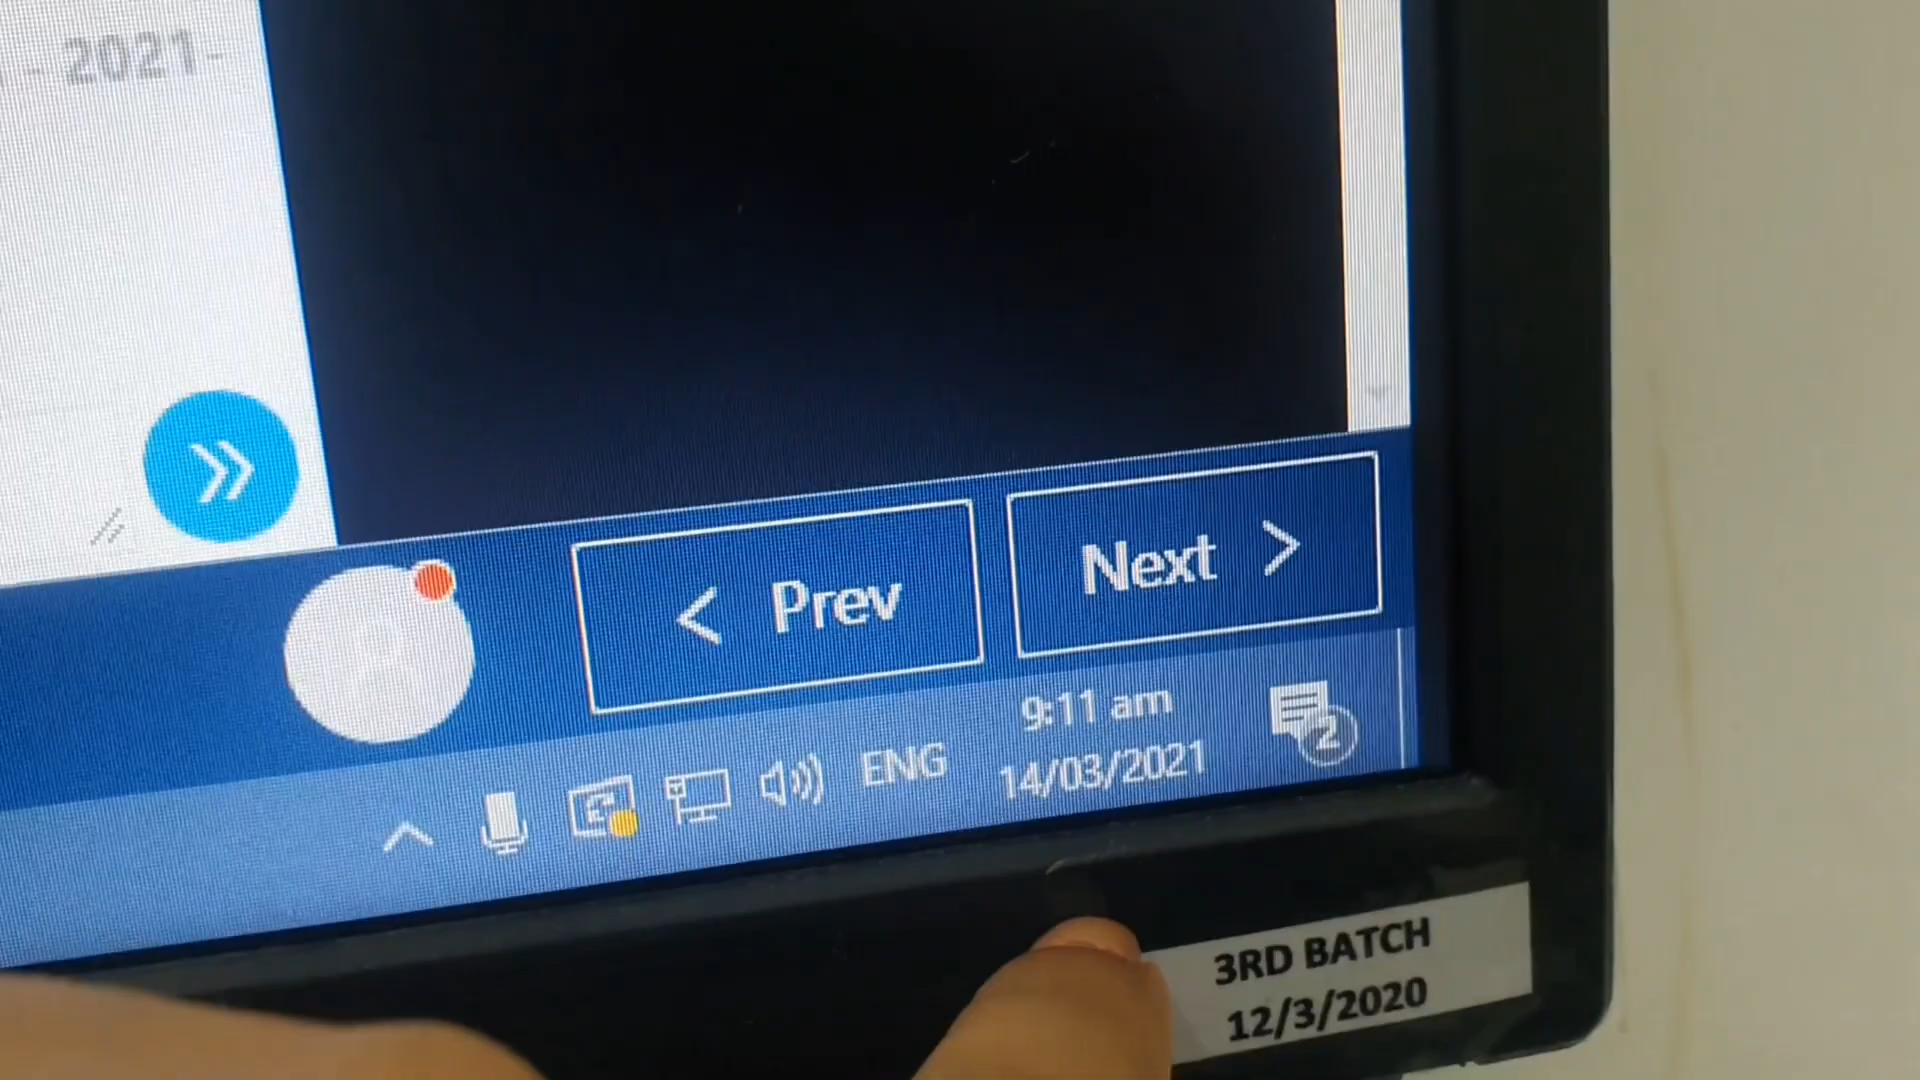 - 2021-
Prev
Next
9:11 am
ENG
14/03/2021
2
3RD BATCH
12/3/2020